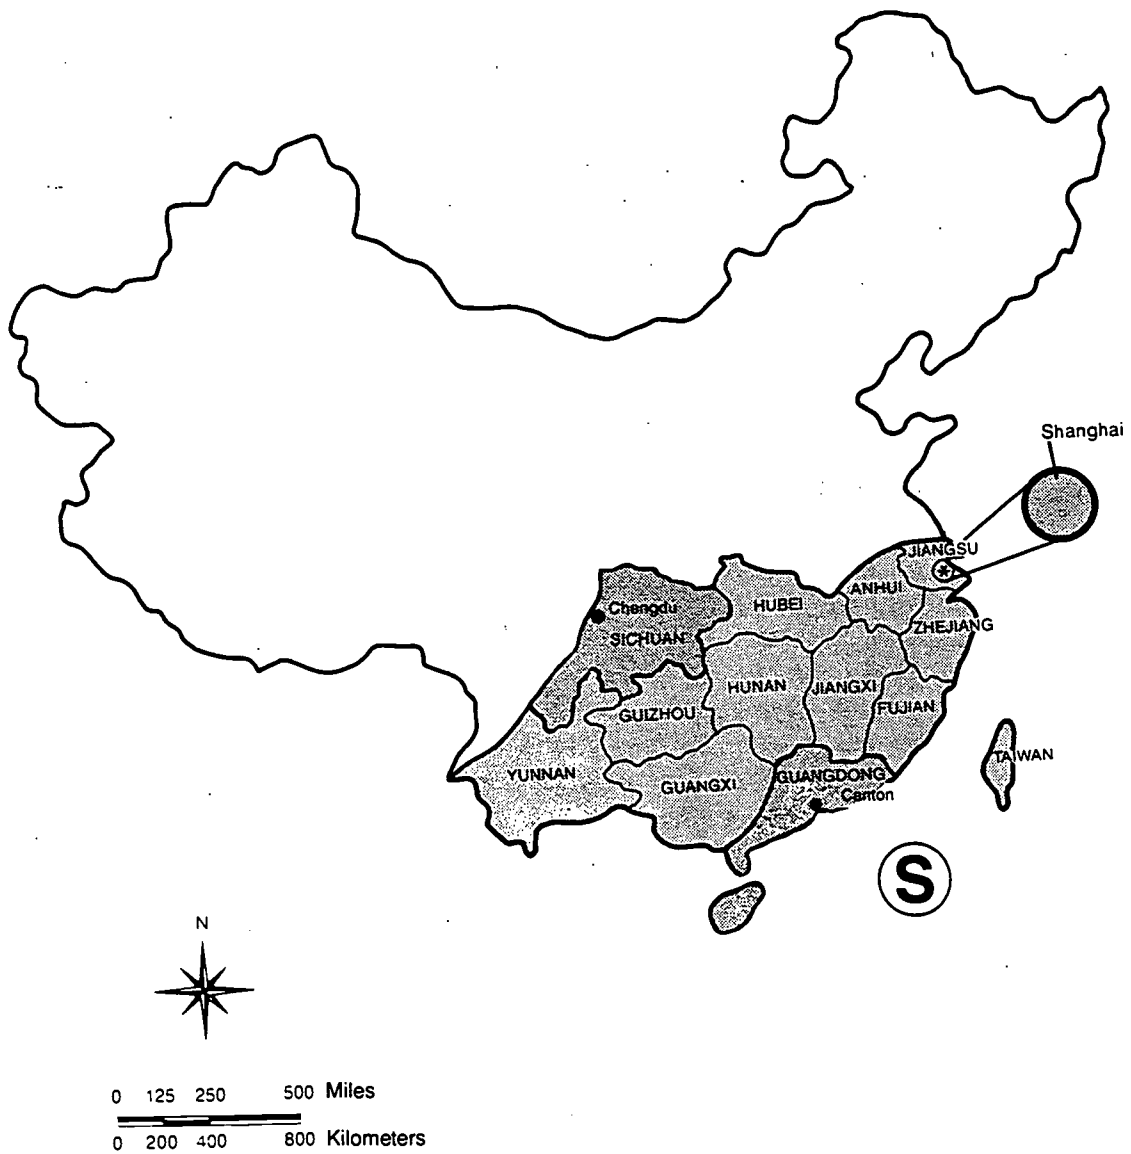 Shanghai
JIANGSU
ANHUI
HUBEI
Chengdu
ZHEJIANG
SICHUAN
HUNAN
JIANGXI
FUJIAN
GUIZHOU
TAIWAN
YUNNAN
GUANGXI
GUANGDONG
Canton
S
N
0 125 250 500 Miles
0 200 400 800 Kilometers